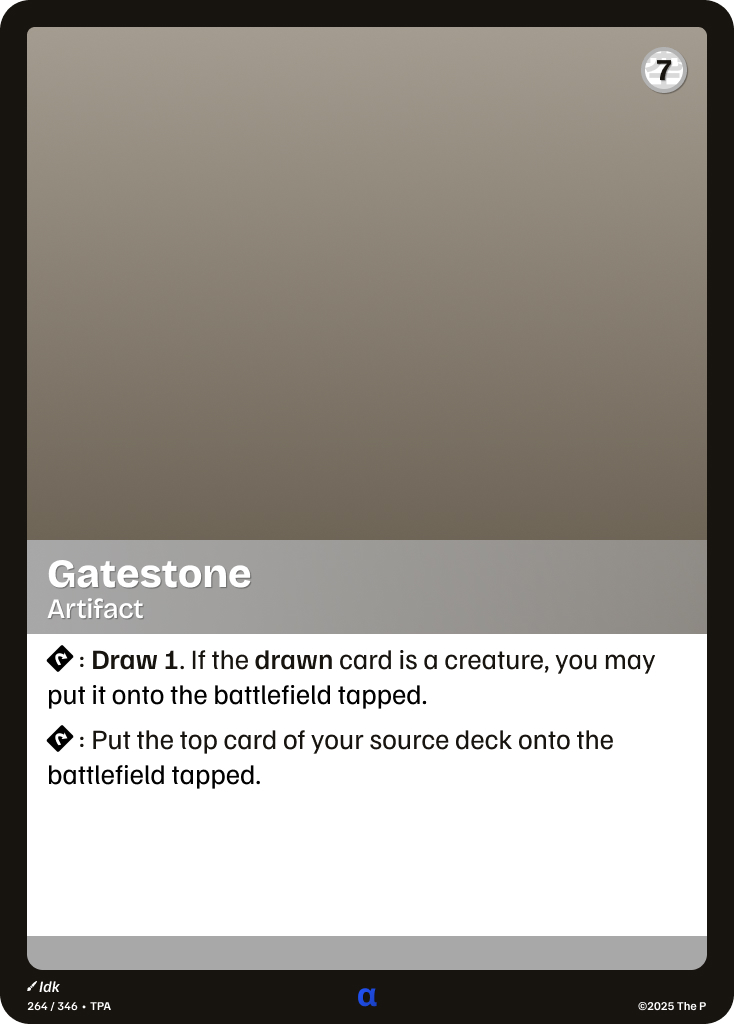 7
Gatestone
Artifact
: Draw 1. If the drawn card is a creature, you may
put it onto the battlefield tapped.
: Put the top card of your source deck onto the
battlefield tapped.
Idk
264 / 346 • TPA
α
©2025 The P